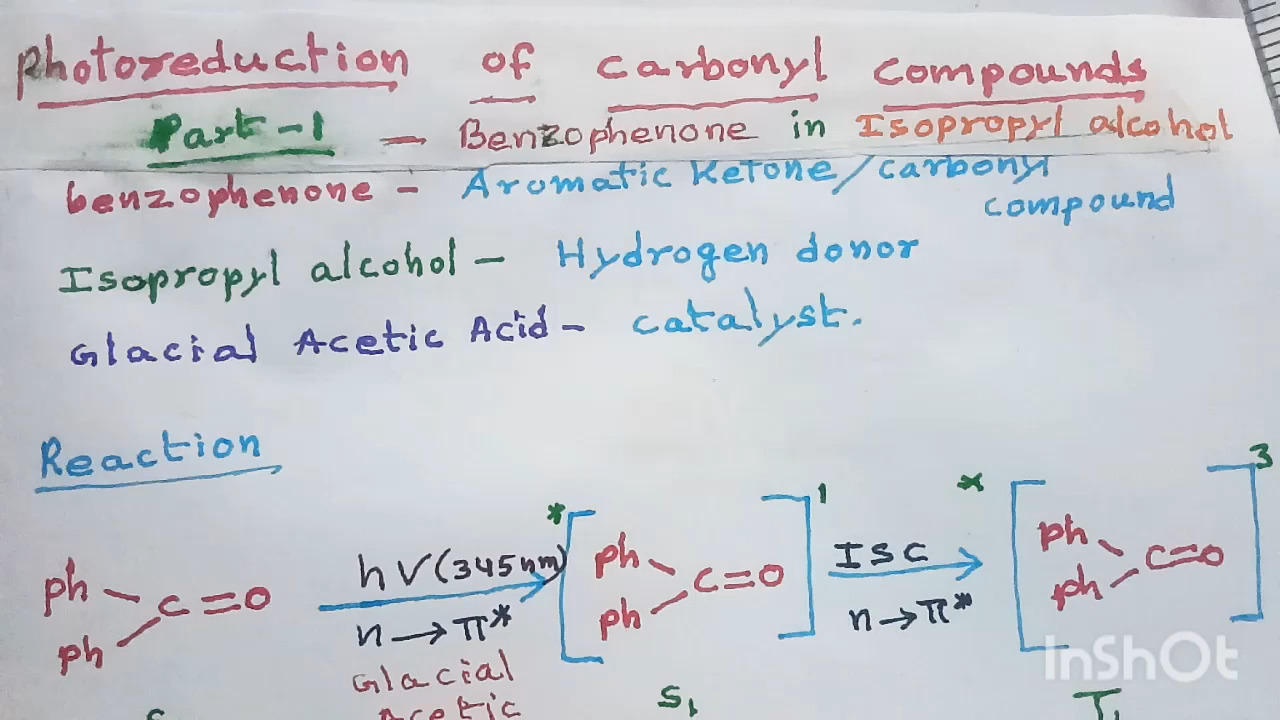 Photoreduction of Carbonyl Compounds
Part-1 - Benzophenone in Isopropyl alcohol
benzophenone - Aromatic Ketone/carbonyl
compound
Isopropyl alcohol - Hydrogen donor
Glacial Acetic Acid - catalyst.
Reaction
Ph
Ph
C=O
hν (345nm)
n→π*
Glacial
Acetic
*
[Ph
Ph
C=O]1
S1
ISC
n→π*
*
[Ph
Ph
C=O]3
T1
InShOt